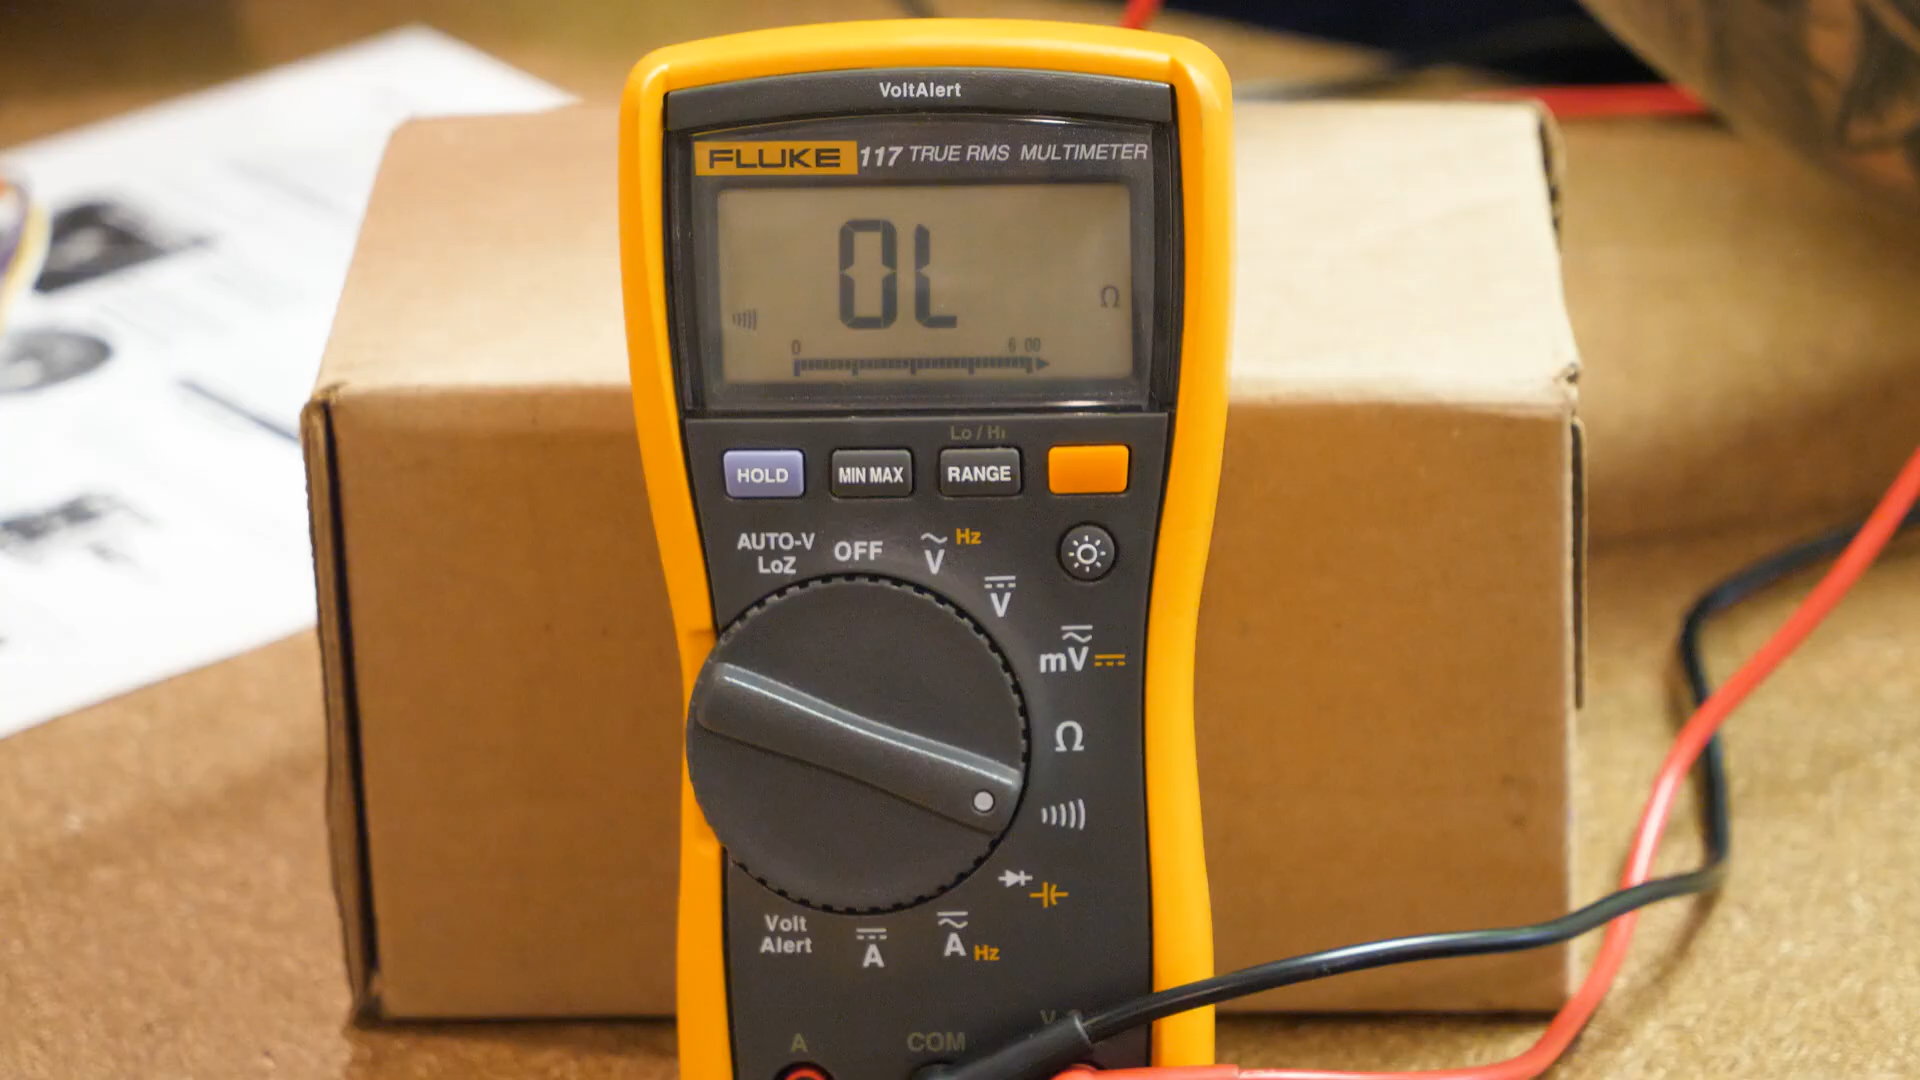 VoltAlert
FLUKE 117 TRUE RMS MULTIMETER
OL
Ω
0 6 00
Lo / Hi
HOLD MIN MAX RANGE
AUTO-V
LoZ
OFF
V Hz
V
mV
Ω
Volt
Alert
A
A Hz
A COM V